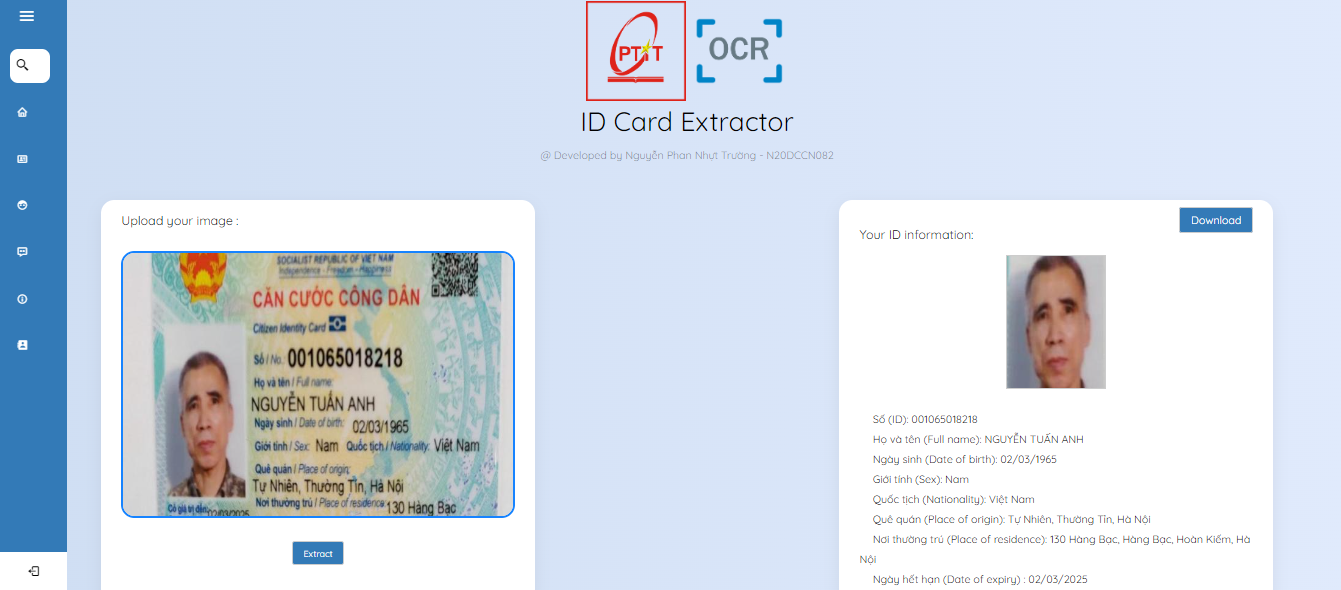 PTIT
OCR
ID Card Extractor
@ Developed by Nguyễn Phan Nhựt Trường - N20DCCN082
Upload your image :
SOCIALIST REPUBLIC OF VIET NAM
Independence - Freedom - Happiness
CĂN CƯỚC CÔNG DÂN
Citizen Identity Card
Số / No.: 001065018218
Họ và tên / Full name:
NGUYỄN TUẤN ANH
Ngày sinh / Date of birth: 02/03/1965
Giới tính / Sex: Nam Quốc tịch / Nationality: Việt Nam
Quê quán / Place of origin:
Tự Nhiên, Thường Tín, Hà Nội
Nơi thường trú / Place of residence: 130 Hàng Bạc
Có giá trị đến: 02/03/2025
Extract
Download
Your ID information:
Số (ID): 001065018218
Họ và tên (Full name): NGUYỄN TUẤN ANH
Ngày sinh (Date of birth): 02/03/1965
Giới tính (Sex): Nam
Quốc tịch (Nationality): Việt Nam
Quê quán (Place of origin): Tự Nhiên, Thường Tín, Hà Nội
Nơi thường trú (Place of residence): 130 Hàng Bạc, Hàng Bạc, Hoàn Kiếm, Hà
Nội
Ngày hết hạn (Date of expiry) : 02/03/2025